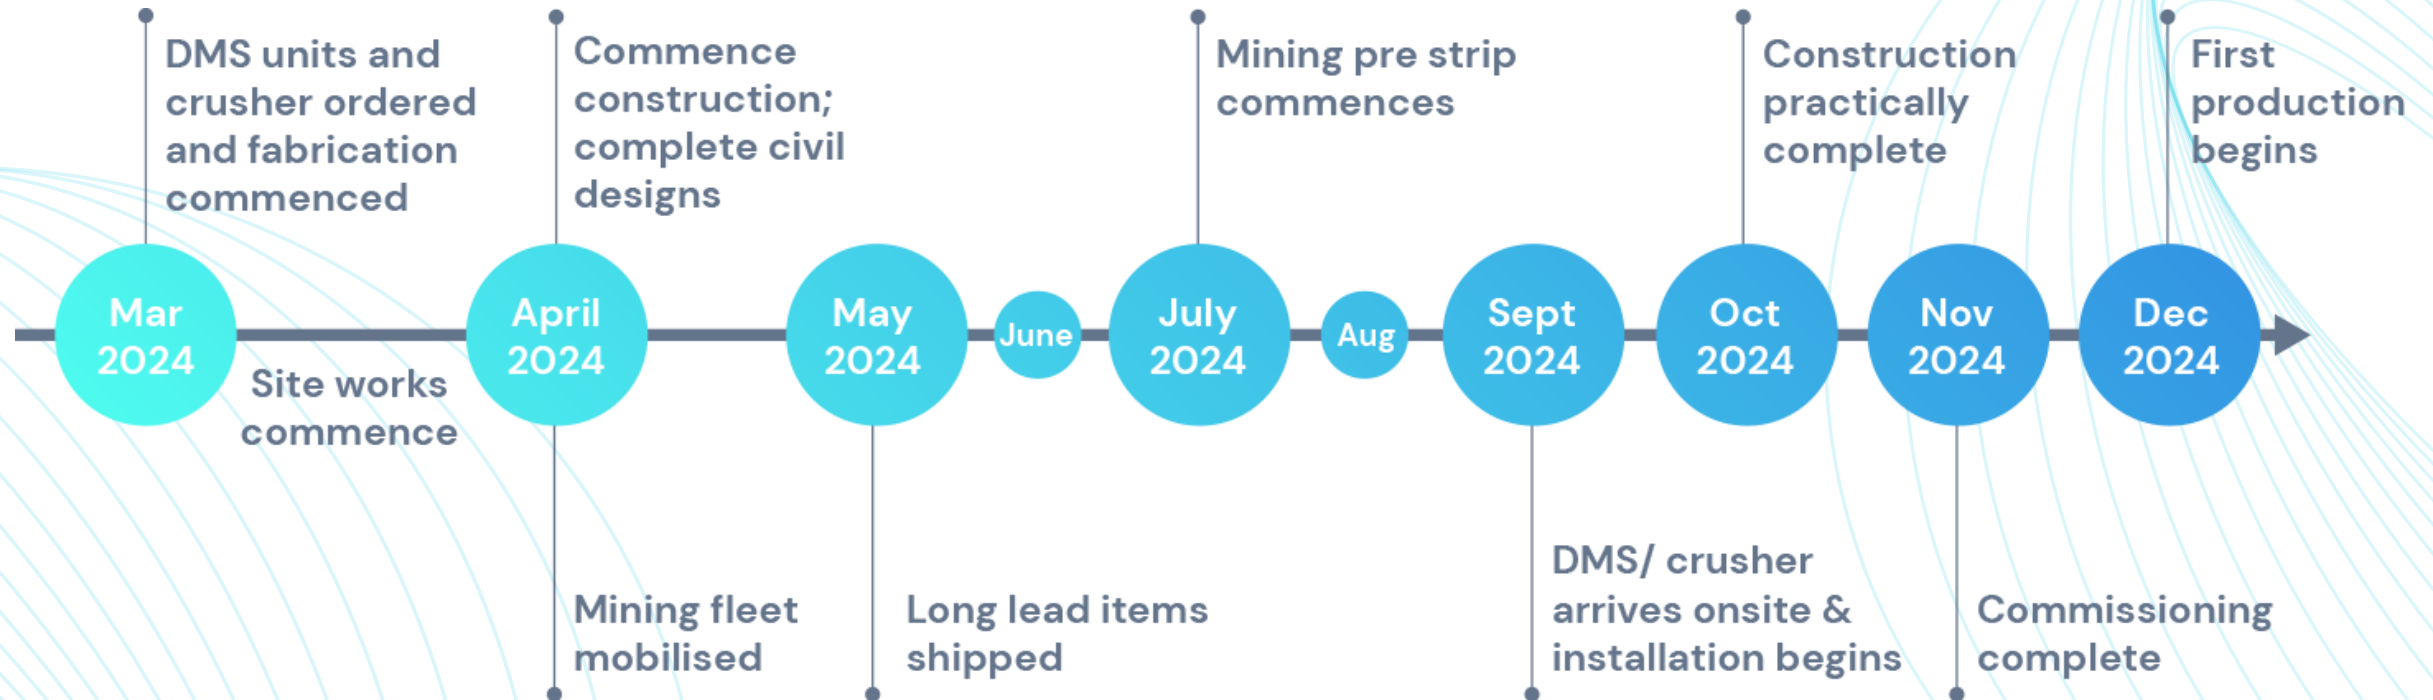 DMS units and
crusher ordered
and fabrication
commenced
Commence
construction;
complete civil
designs
Mining pre strip
commences
Construction
practically
complete
First
production
begins
Mar
2024
April
2024
May
2024
June
July
2024
Aug
Sept
2024
Oct
2024
Nov
2024
Dec
2024
Site works
commence
Mining fleet
mobilised
Long lead items
shipped
DMS/ crusher
arrives onsite &
installation begins
Commissioning
complete